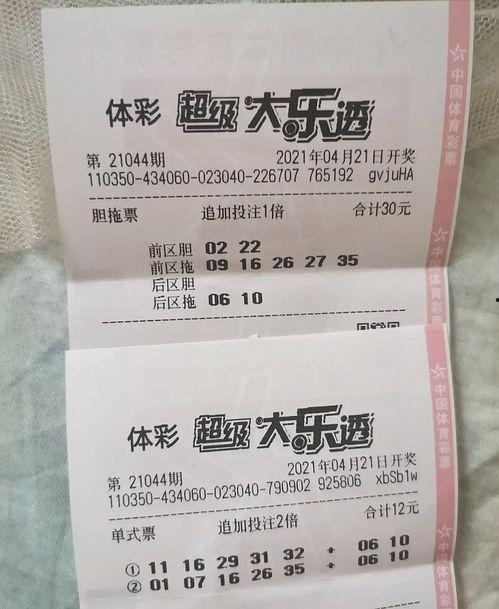 体彩 超级大乐透
第 21044期 2021年04月21日开奖
110350-434060-023040-226707 765192 gvjuHA
胆拖票 追加投注1倍 合计30元
前区胆 02 22
前区拖 09 16 26 27 35
后区胆
后区拖 06 10
中国体育彩票
体彩 超级大乐透
第 21044期 2021年04月21日开奖
110350-434060-023040-790902 925806 xbSb1w
单式票 追加投注2倍 合计12元
① 11 16 29 31 32 + 06 10
② 01 07 16 26 35 + 06 10
中国体育彩票